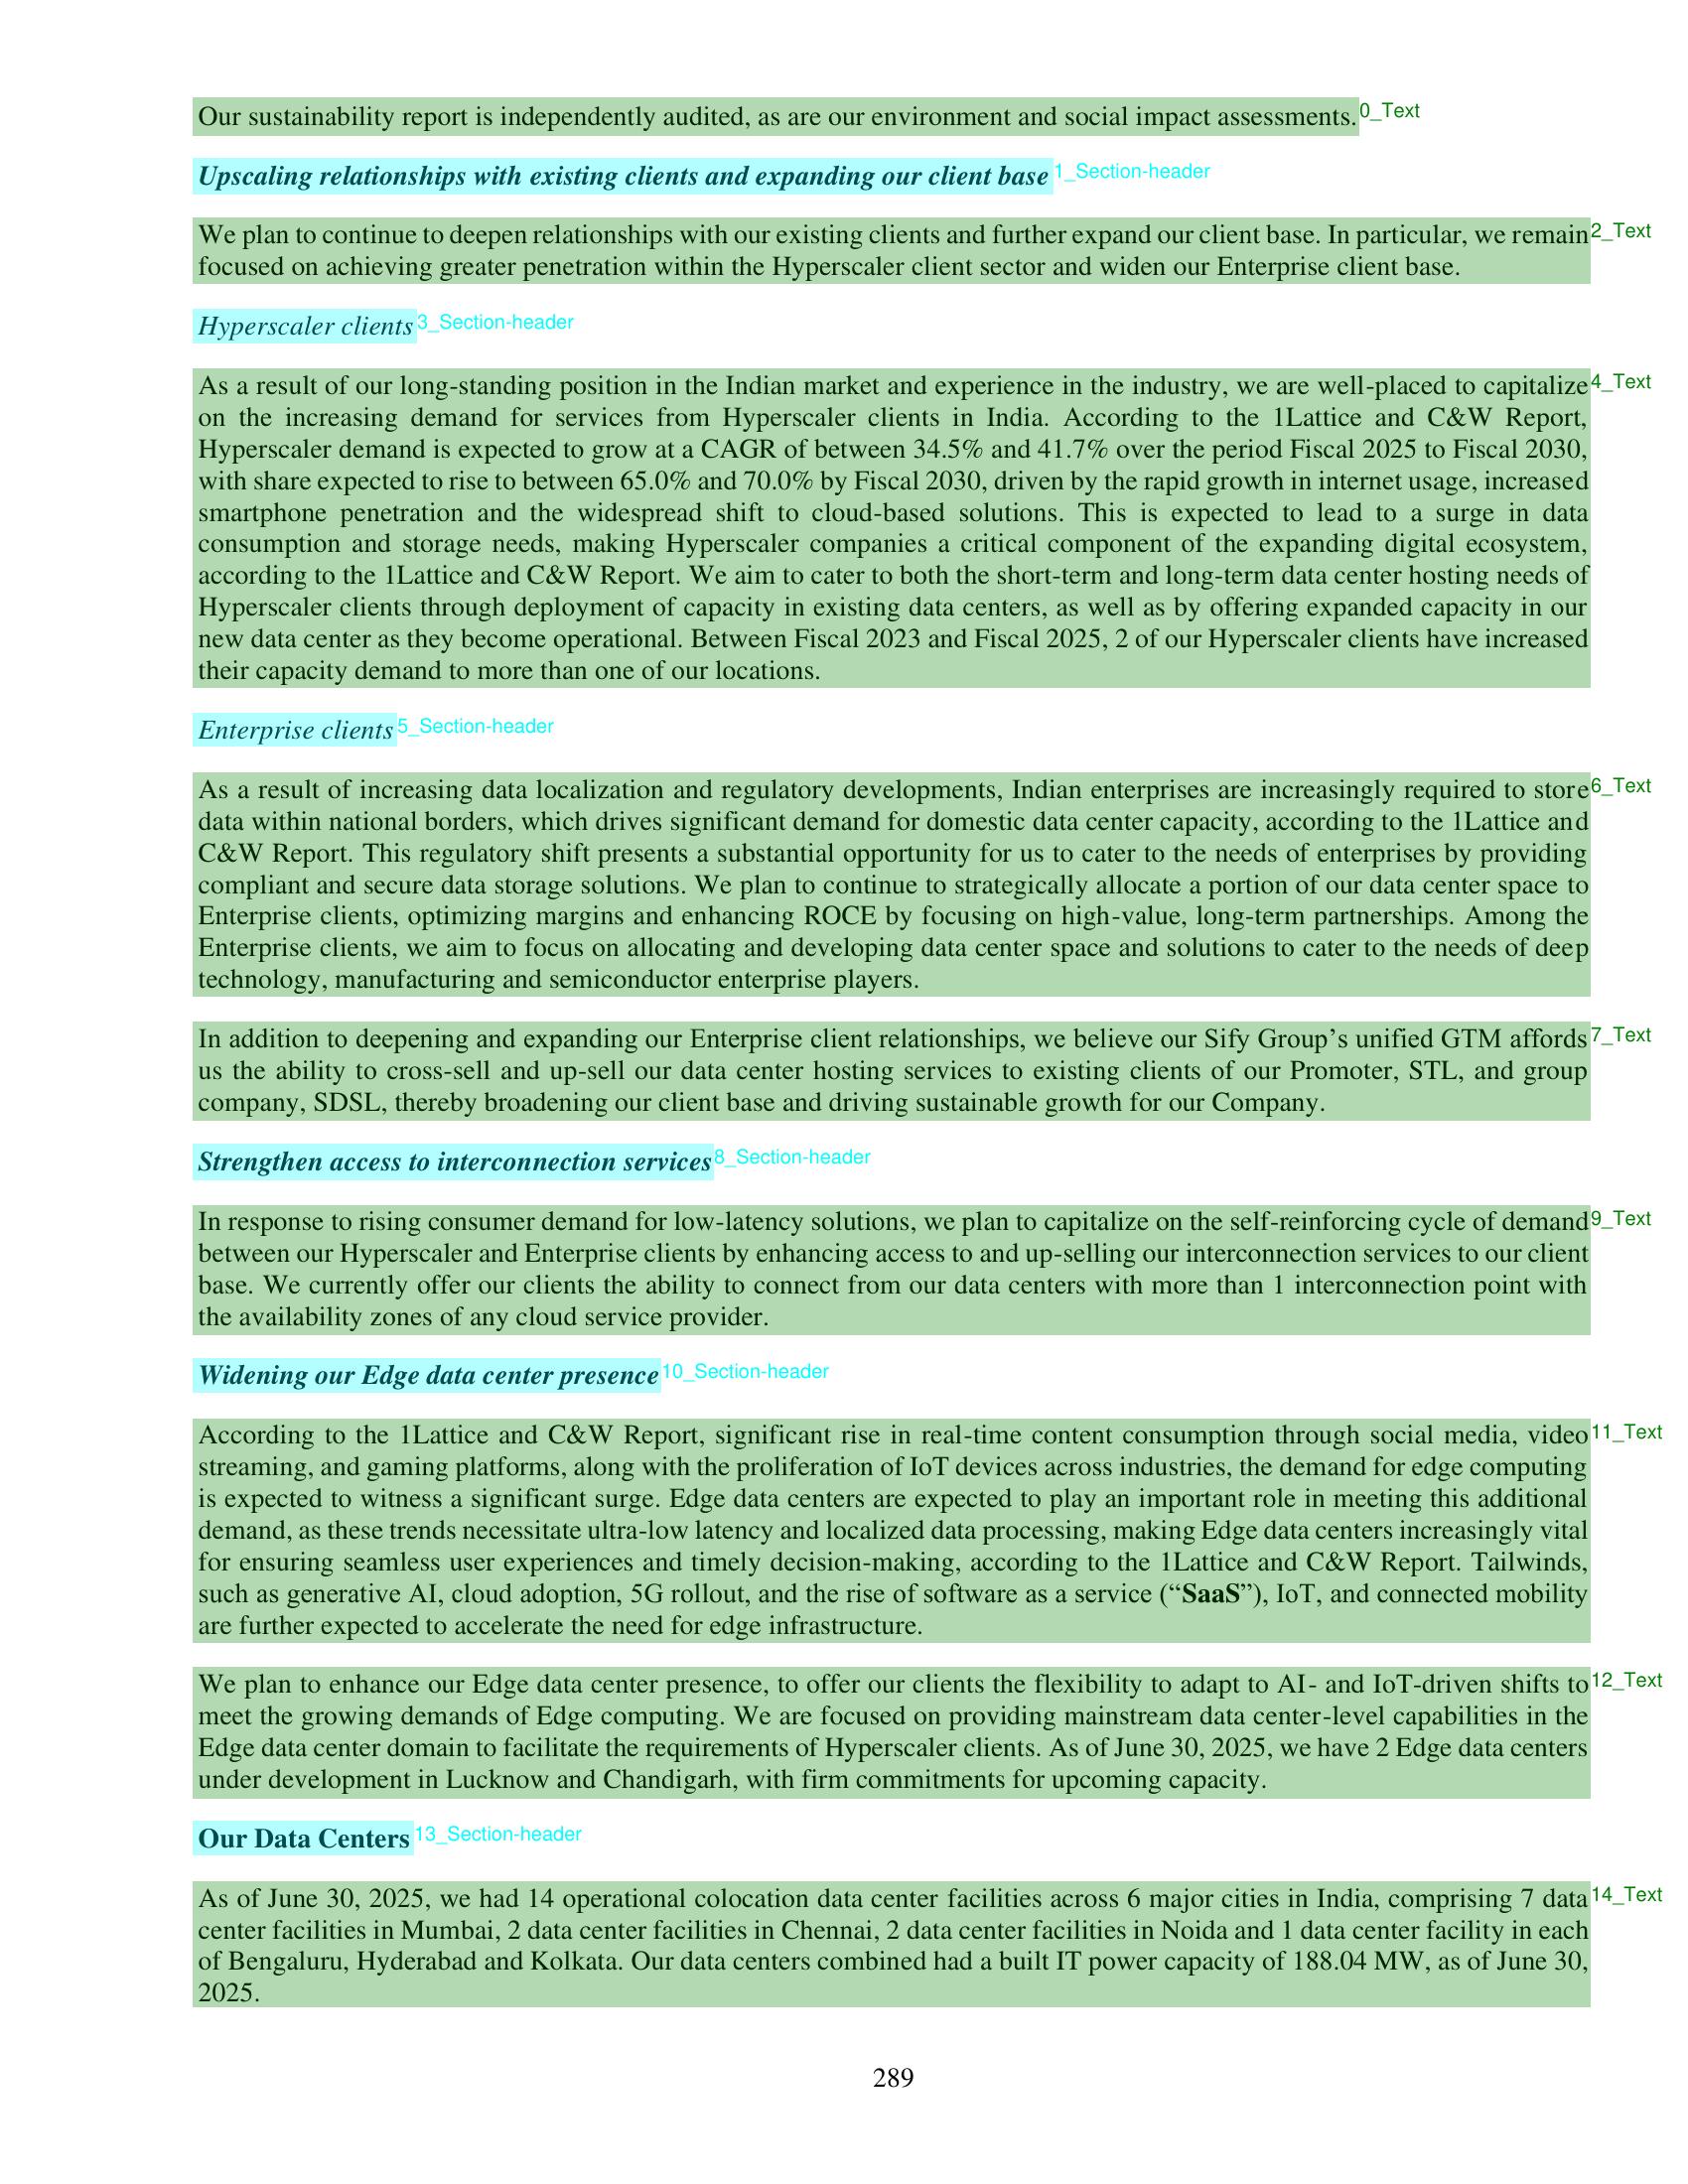 Our sustainability report is independently audited, as are our environment and social impact assessments. 0_Text
Upscaling relationships with existing clients and expanding our client base 1_Section-header
We plan to continue to deepen relationships with our existing clients and further expand our client base. In particular, we remain 2_Text
focused on achieving greater penetration within the Hyperscaler client sector and widen our Enterprise client base.
Hyperscaler clients 3_Section-header
As a result of our long-standing position in the Indian market and experience in the industry, we are well-placed to capitalize 4_Text
on the increasing demand for services from Hyperscaler clients in India. According to the 1Lattice and C&W Report,
Hyperscaler demand is expected to grow at a CAGR of between 34.5% and 41.7% over the period Fiscal 2025 to Fiscal 2030,
with share expected to rise to between 65.0% and 70.0% by Fiscal 2030, driven by the rapid growth in internet usage, increased
smartphone penetration and the widespread shift to cloud-based solutions. This is expected to lead to a surge in data
consumption and storage needs, making Hyperscaler companies a critical component of the expanding digital ecosystem,
according to the 1Lattice and C&W Report. We aim to cater to both the short-term and long-term data center hosting needs of
Hyperscaler clients through deployment of capacity in existing data centers, as well as by offering expanded capacity in our
new data center as they become operational. Between Fiscal 2023 and Fiscal 2025, 2 of our Hyperscaler clients have increased
their capacity demand to more than one of our locations.
Enterprise clients 5_Section-header
As a result of increasing data localization and regulatory developments, Indian enterprises are increasingly required to store 6_Text
data within national borders, which drives significant demand for domestic data center capacity, according to the 1Lattice and
C&W Report. This regulatory shift presents a substantial opportunity for us to cater to the needs of enterprises by providing
compliant and secure data storage solutions. We plan to continue to strategically allocate a portion of our data center space to
Enterprise clients, optimizing margins and enhancing ROCE by focusing on high-value, long-term partnerships. Among the
Enterprise clients, we aim to focus on allocating and developing data center space and solutions to cater to the needs of deep
technology, manufacturing and semiconductor enterprise players.
In addition to deepening and expanding our Enterprise client relationships, we believe our Sify Group’s unified GTM affords 7_Text
us the ability to cross-sell and up-sell our data center hosting services to existing clients of our Promoter, STL, and group
company, SDSL, thereby broadening our client base and driving sustainable growth for our Company.
Strengthen access to interconnection services 8_Section-header
In response to rising consumer demand for low-latency solutions, we plan to capitalize on the self-reinforcing cycle of demand 9_Text
between our Hyperscaler and Enterprise clients by enhancing access to and up-selling our interconnection services to our client
base. We currently offer our clients the ability to connect from our data centers with more than 1 interconnection point with
the availability zones of any cloud service provider.
Widening our Edge data center presence 10_Section-header
According to the 1Lattice and C&W Report, significant rise in real-time content consumption through social media, video 11_Text
streaming, and gaming platforms, along with the proliferation of IoT devices across industries, the demand for edge computing
is expected to witness a significant surge. Edge data centers are expected to play an important role in meeting this additional
demand, as these trends necessitate ultra-low latency and localized data processing, making Edge data centers increasingly vital
for ensuring seamless user experiences and timely decision-making, according to the 1Lattice and C&W Report. Tailwinds,
such as generative AI, cloud adoption, 5G rollout, and the rise of software as a service (“SaaS”), IoT, and connected mobility
are further expected to accelerate the need for edge infrastructure.
We plan to enhance our Edge data center presence, to offer our clients the flexibility to adapt to AI- and IoT-driven shifts to 12_Text
meet the growing demands of Edge computing. We are focused on providing mainstream data center-level capabilities in the
Edge data center domain to facilitate the requirements of Hyperscaler clients. As of June 30, 2025, we have 2 Edge data centers
under development in Lucknow and Chandigarh, with firm commitments for upcoming capacity.
Our Data Centers 13_Section-header
As of June 30, 2025, we had 14 operational colocation data center facilities across 6 major cities in India, comprising 7 data 14_Text
center facilities in Mumbai, 2 data center facilities in Chennai, 2 data center facilities in Noida and 1 data center facility in each
of Bengaluru, Hyderabad and Kolkata. Our data centers combined had a built IT power capacity of 188.04 MW, as of June 30,
2025.
289